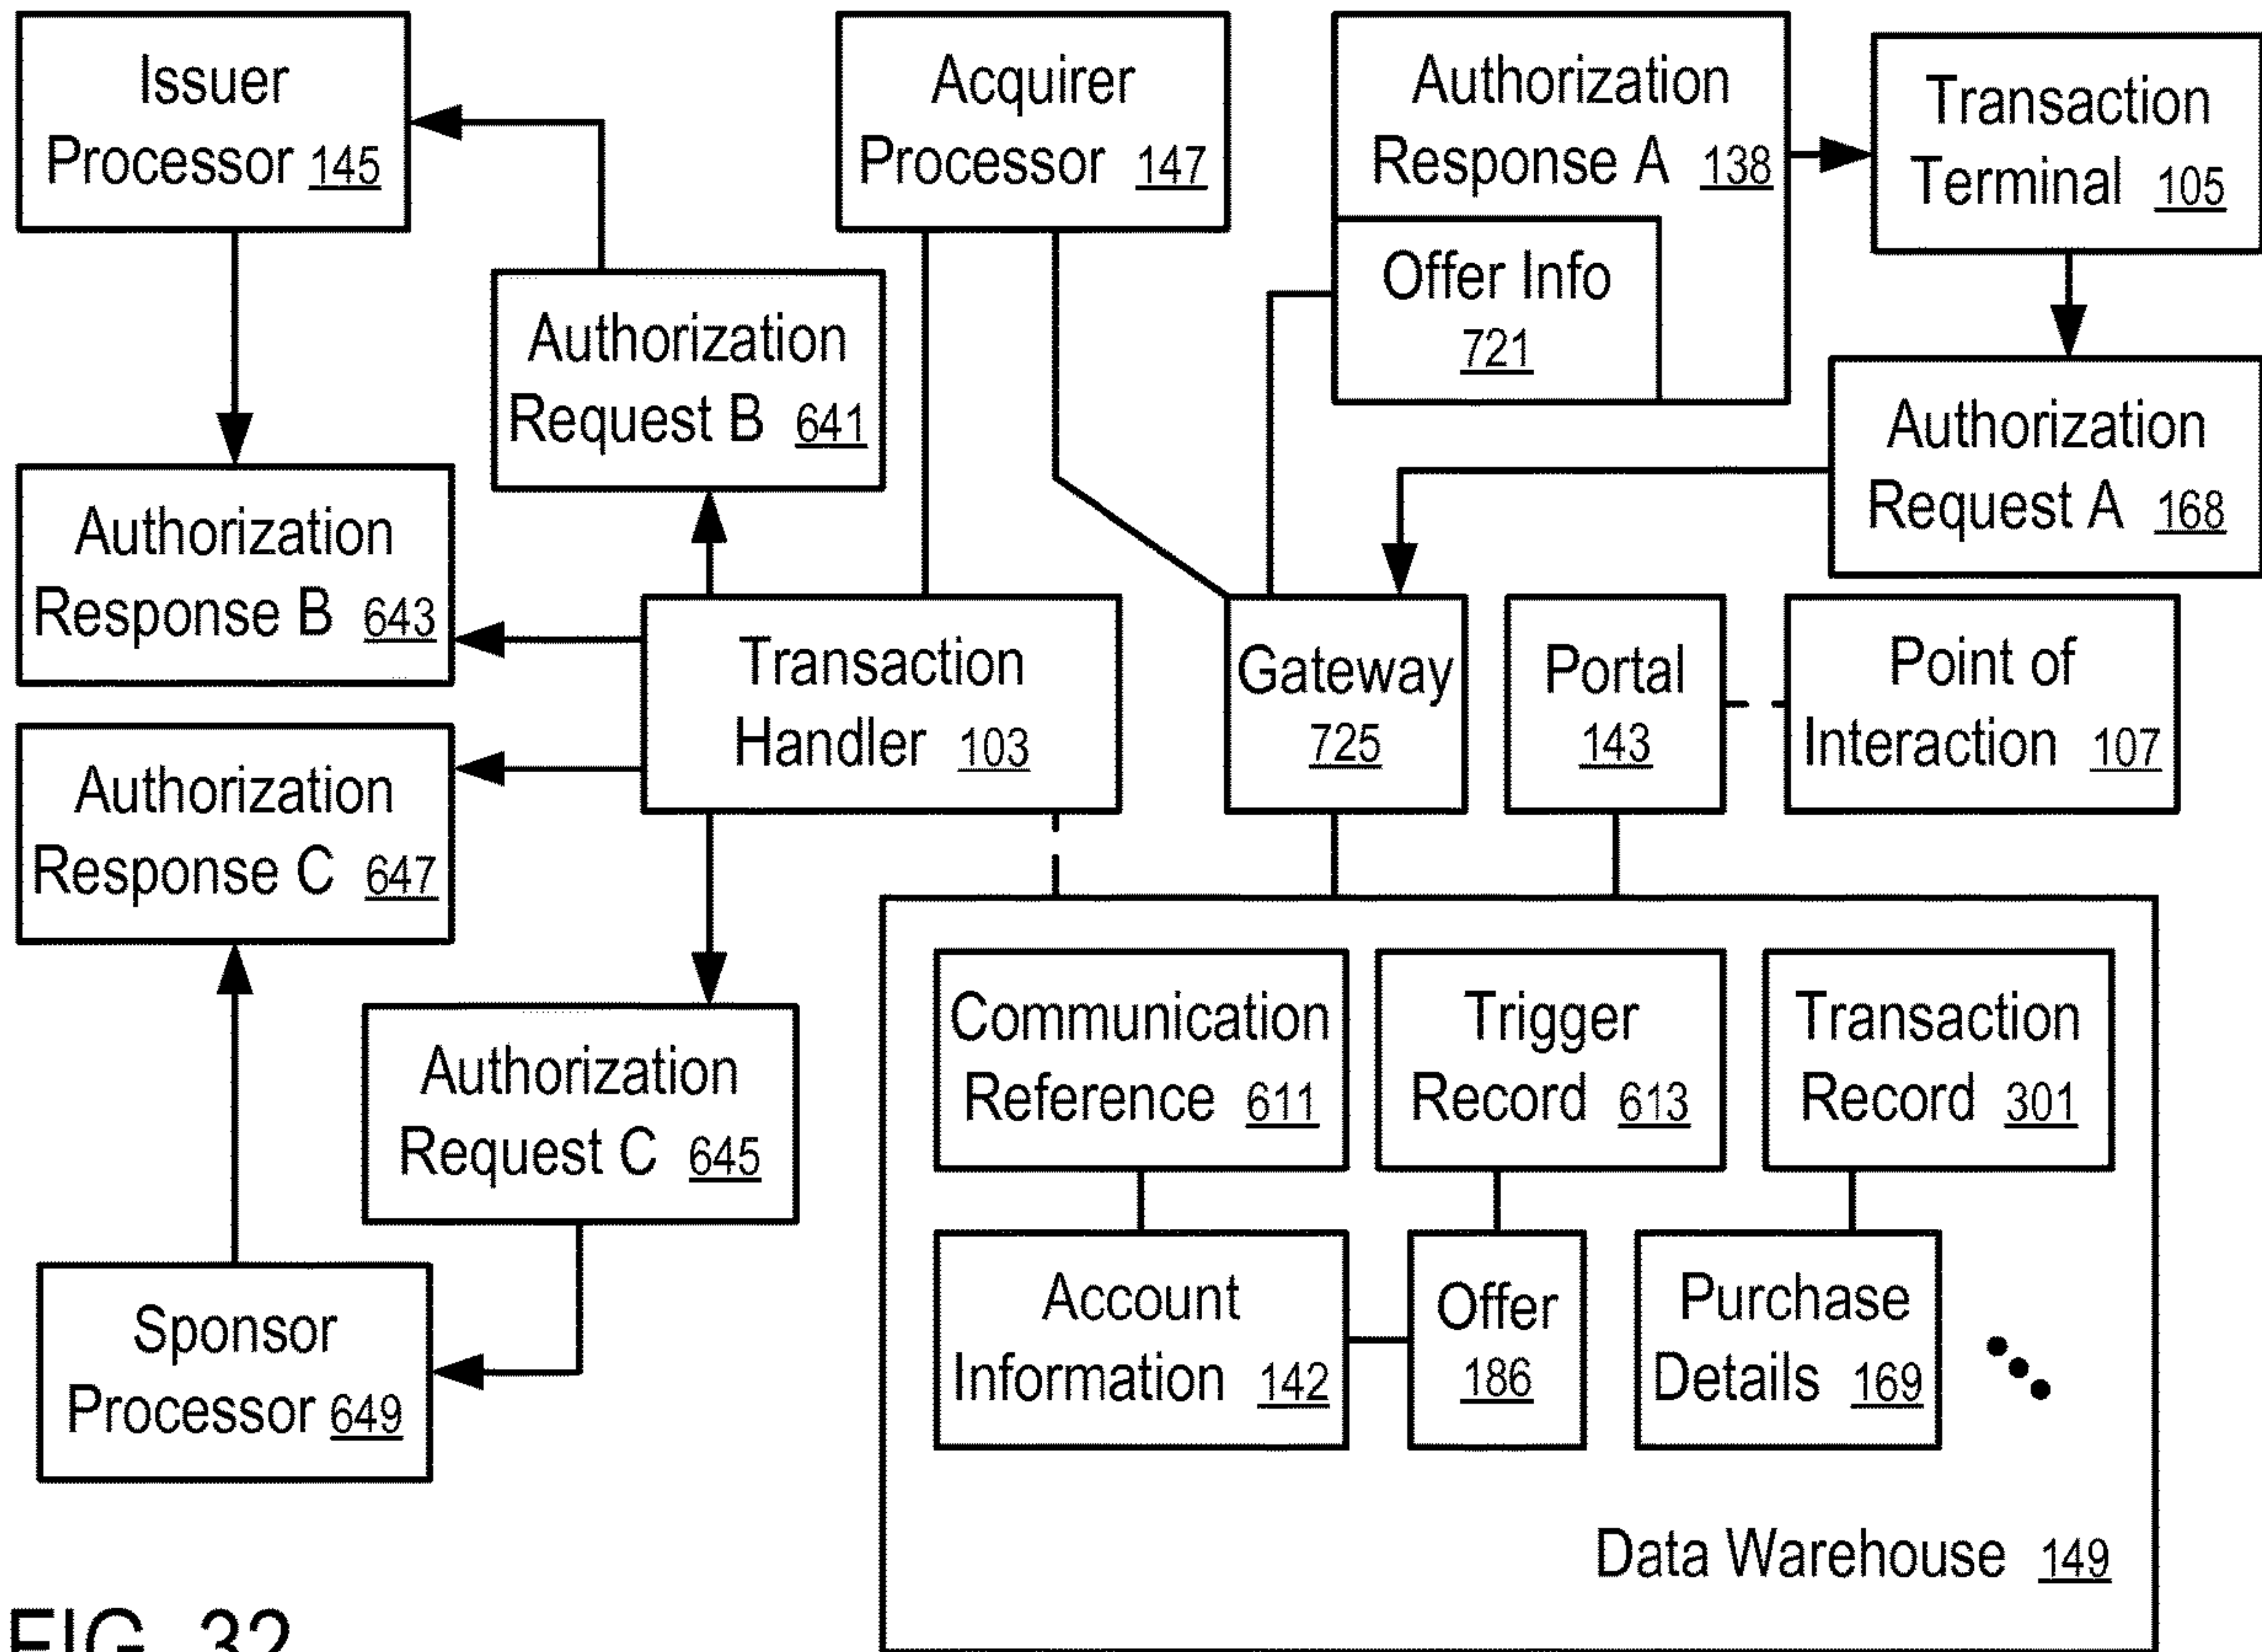 Issuer
Processor 145
Acquirer
Processor 147
Authorization
Response A 138
Offer Info
721
Transaction
Terminal 105
Authorization
Request B 641
Authorization
Request A 168
Authorization
Response B 643
Transaction
Handler 103
Gateway
725
Portal
143
Point of
Interaction 107
Authorization
Response C 647
Authorization
Request C 645
Sponsor
Processor 649
Communication
Reference 611
Trigger
Record 613
Transaction
Record 301
Account
Information 142
Offer
186
Purchase
Details 169
Data Warehouse 149
FIG. 32